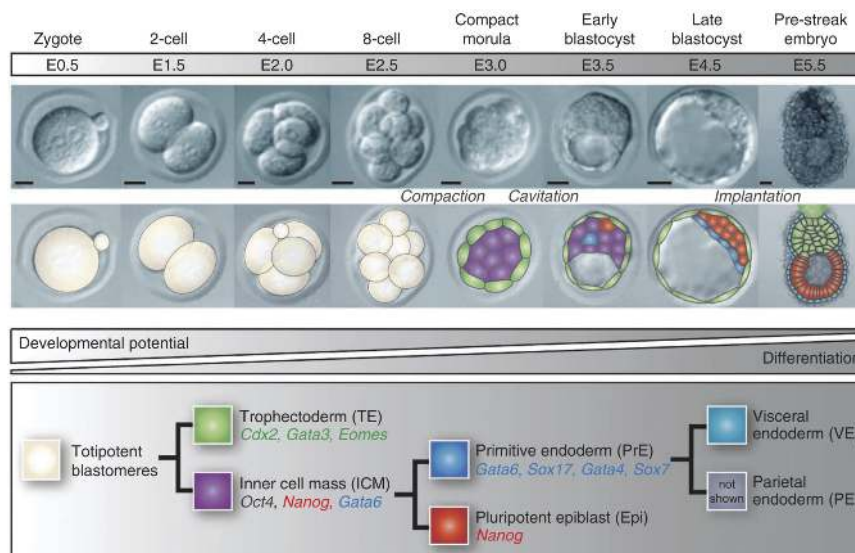 Zygote 2-cell 4-cell 8-cell Compact morula Early blastocyst Late blastocyst Pre-streak embryo
E0.5 E1.5 E2.0 E2.5 E3.0 E3.5 E4.5 E5.5
Compaction Cavitation Implantation
Developmental potential
Differentiation
Totipotent
blastomeres
Trophectoderm (TE)
Cdx2, Gata3, Eomes
Inner cell mass (ICM)
Oct4, Nanog, Gata6
Primitive endoderm (PrE)
Gata6, Sox17, Gata4, Sox7
Pluripotent epiblast (Epi)
Nanog
Visceral
endoderm (VE
not
shown
Parietal
endoderm (PE